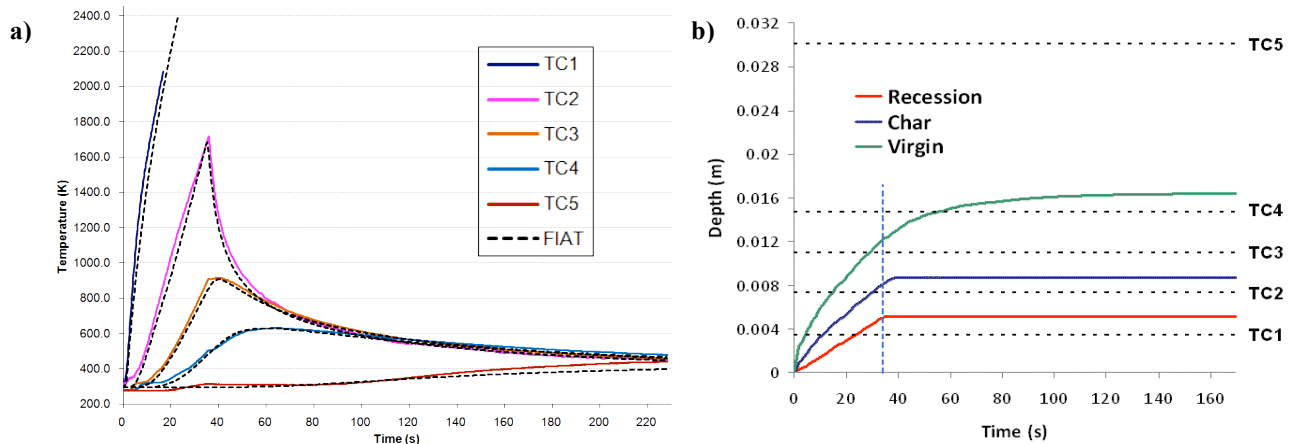 a)
2400.0
2200.0
2000.0
1800.0
1600.0
1400.0
1200.0
1000.0
800.0
600.0
400.0
200.0
Temperature (K)
0 20 40 60 80 100 120 140 160 180 200 220
Time (s)
TC1
TC2
TC3
TC4
TC5
FIAT
b)
0.032
0.028
0.024
0.02
0.016
0.012
0.008
0.004
0
Depth (m)
0 20 40 60 80 100 120 140 160
Time (s)
Recession
Char
Virgin
TC5
TC4
TC3
TC2
TC1